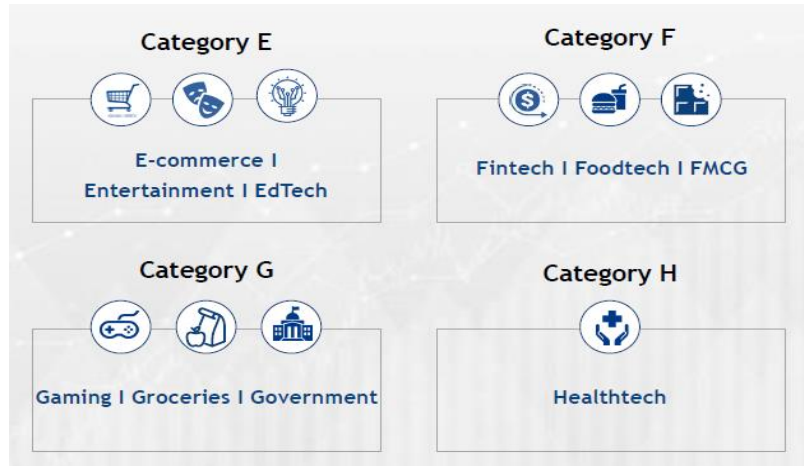 Category E
E-commerce I
Entertainment I EdTech
Category F
Fintech I Foodtech I FMCG
Category G
Gaming I Groceries I Government
Category H
Healthtech